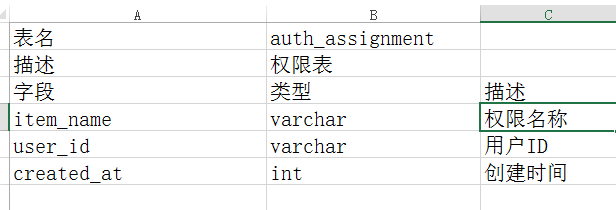 A B C
表名 auth_assignment
描述 权限表
字段 类型 描述
item_name varchar 权限名称
user_id varchar 用户ID
created_at int 创建时间